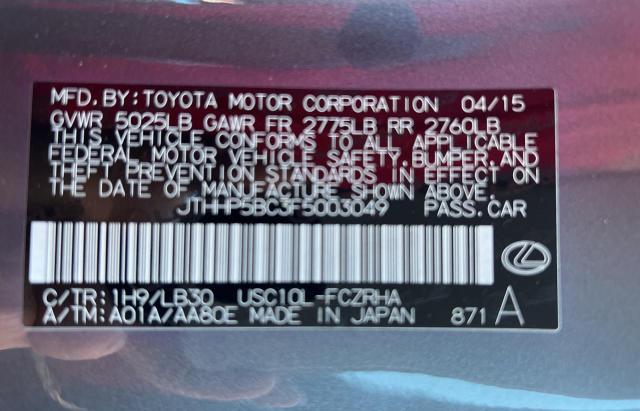 MFD.BY:TOYOTA MOTOR CORPORATION 04/15
GVWR 5025LB GAWR FR 2775LB RR 2760LB
THIS VEHICLE CONFORMS TO ALL APPLICABLE
FEDERAL MOTOR VEHICLE SAFETY,BUMPER,AND
THEFT PREVENTION STANDARDS IN EFFECT ON
THE DATE OF MANUFACTURE SHOWN ABOVE.
JTHHP5BC3F5003049 PASS.CAR
C/TR:1H9/LB30 USC10L-FCZRHA
A/TM:A01A/AA80E MADE IN JAPAN 871 A